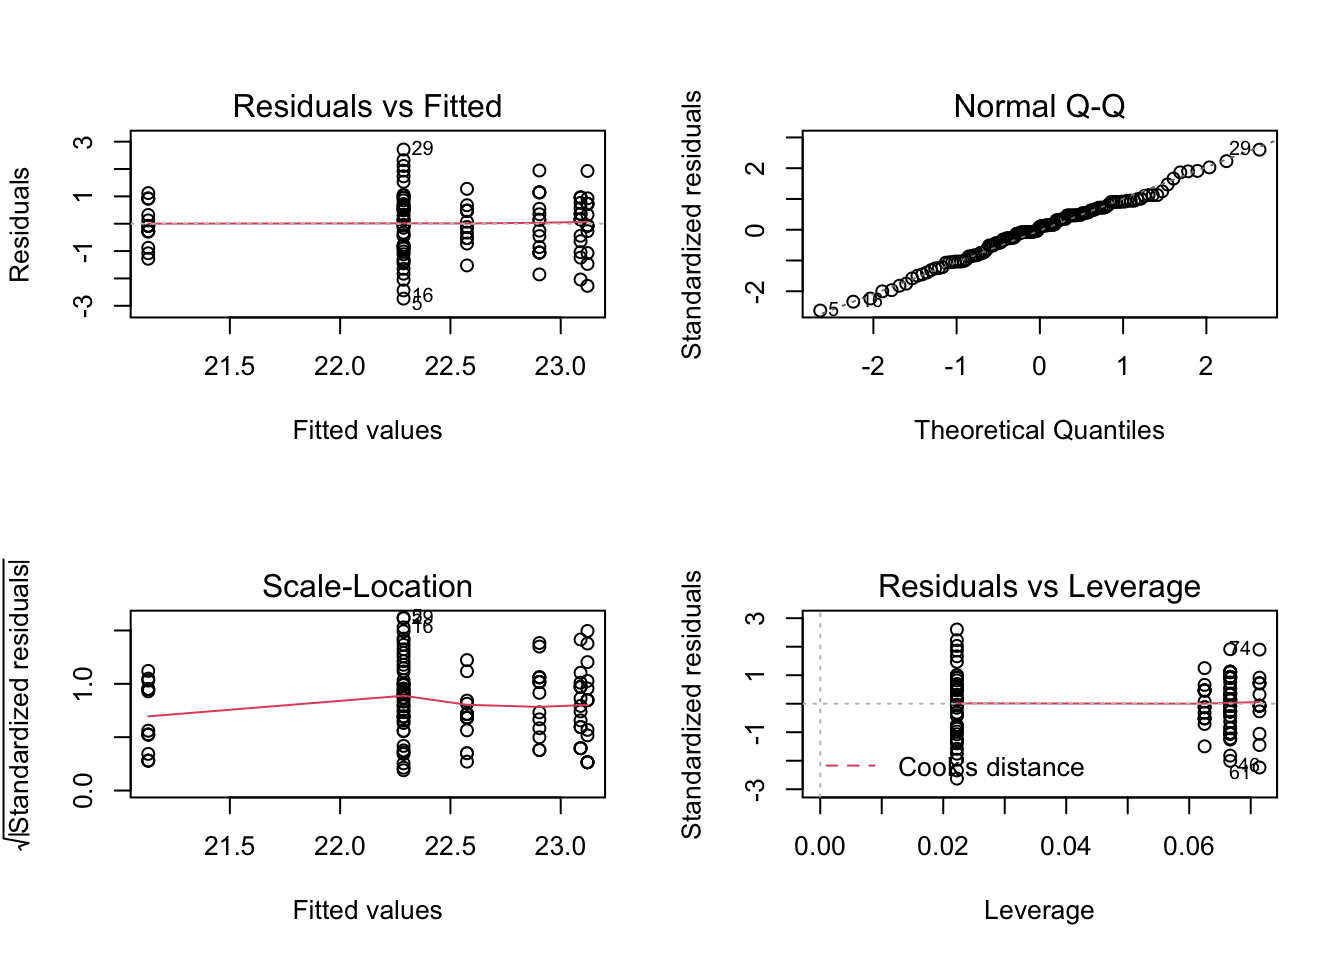 Residuals vs Fitted
Residuals
3
1
-1
-3
29
16
5
21.5 22.0 22.5 23.0
Fitted values
Normal Q-Q
Standardized residuals
2
0
-2
29
16
5
-2 -1 0 1 2
Theoretical Quantiles
Scale-Location
√|Standardized residuals|
1.0
0.0
29
16
21.5 22.0 22.5 23.0
Fitted values
Residuals vs Leverage
Standardized residuals
3
1
-1
-3
74
46
61
Cook's distance
0.00 0.02 0.04 0.06
Leverage